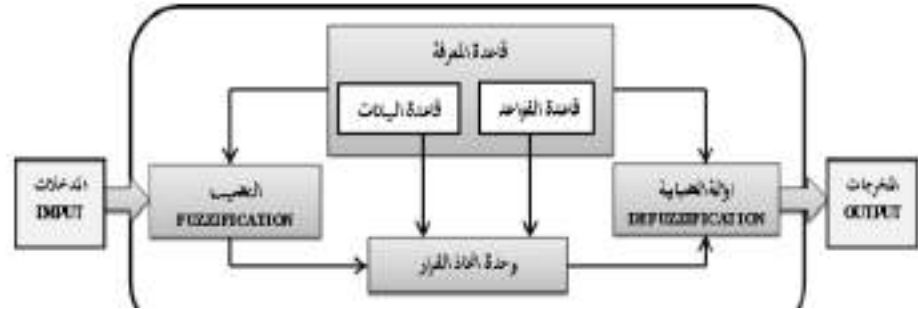 قاعدة المعرفة
قاعدة البيانات
قاعدة القواعد
المدخلات
INPUT
التضبيب
FUZZIFICATION
ازالة الضبابية
DEFUZZIFICATION
المخرجات
OUTPUT
وحدة اتخاذ القرار